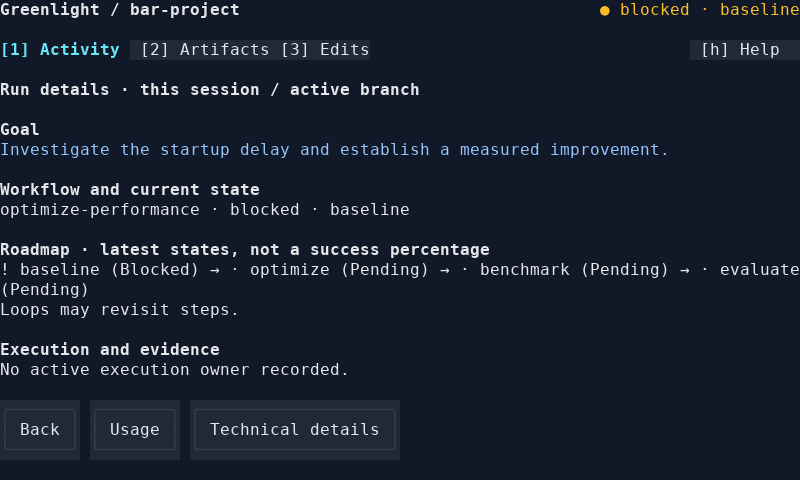 Greenlight / bar-project ● blocked · baseline
[1] Activity [2] Artifacts [3] Edits [h] Help
Run details · this session / active branch
Goal
Investigate the startup delay and establish a measured improvement.
Workflow and current state
optimize-performance · blocked · baseline
Roadmap · latest states, not a success percentage
! baseline (Blocked) → · optimize (Pending) → · benchmark (Pending) → · evaluate
(Pending)
Loops may revisit steps.
Execution and evidence
No active execution owner recorded.
Back Usage Technical details